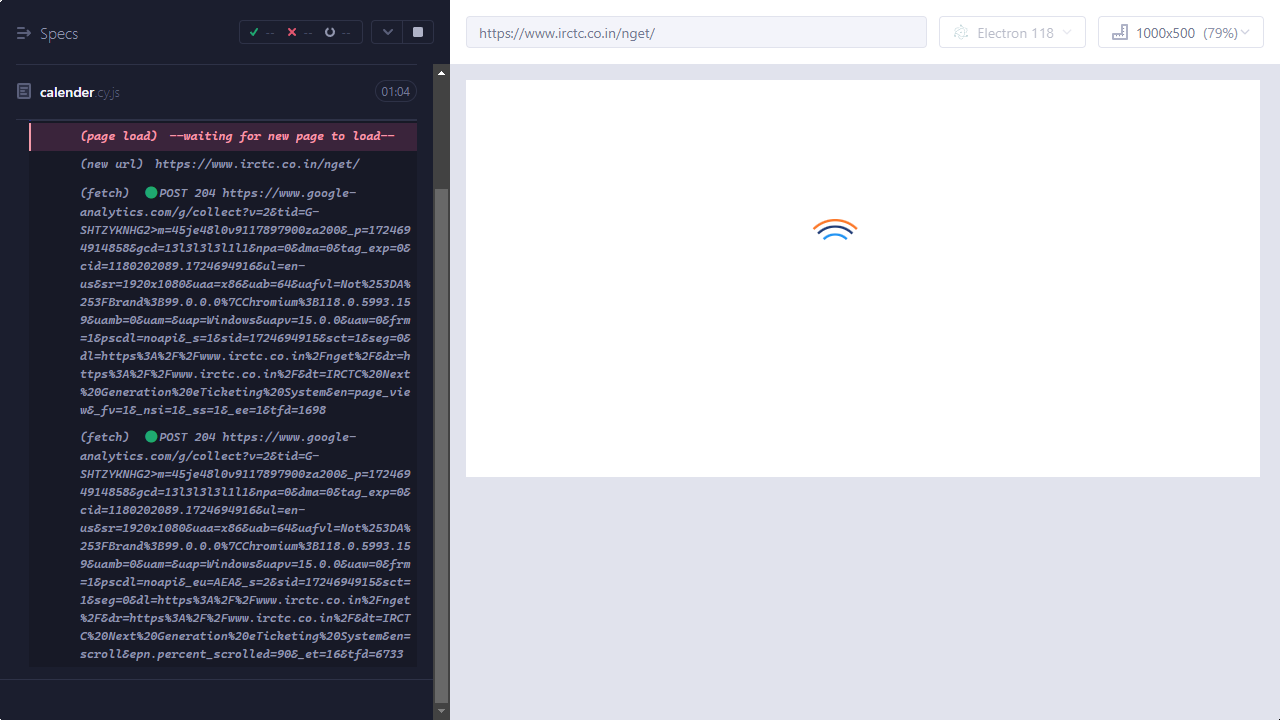 Specs
--
--
--
https://www.irctc.co.in/nget/
Electron 118
1000x500 (79%)
calender.cy.js
01:04
(page load) --waiting for new page to load--
(new url) https://www.irctc.co.in/nget/
(fetch) POST 204 https://www.google-
analytics.com/g/collect?v=2&tid=G-
SHTZYKNHG2>m=45je48l0v9117897900za200&_p=172469
4914858&gcd=13l3l3l3l1l1&npa=0&dma=0&tag_exp=0&
cid=1180202089.1724694916&ul=en-
us&sr=1920x1080&uaa=x86&uab=64&uafvl=Not%253DA%
253FBrand%3B99.0.0.0%7CChromium%3B118.0.5993.15
9&uamb=0&uam=&uap=Windows&uapv=15.0.0&uaw=0&frm
=1&pscdl=noapi&_s=1&sid=1724694915&sct=1&seg=0&
dl=https%3A%2F%2Fwww.irctc.co.in%2Fnget%2F&dr=h
ttps%3A%2F%2Fwww.irctc.co.in%2F&dt=IRCTC%20Next
%20Generation%20eTicketing%20System&en=page_vie
w&_fv=1&_nsi=1&_ss=1&_ee=1&tfd=1698
(fetch) POST 204 https://www.google-
analytics.com/g/collect?v=2&tid=G-
SHTZYKNHG2>m=45je48l0v9117897900za200&_p=172469
4914858&gcd=13l3l3l3l1l1&npa=0&dma=0&tag_exp=0&
cid=1180202089.1724694916&ul=en-
us&sr=1920x1080&uaa=x86&uab=64&uafvl=Not%253DA%
253FBrand%3B99.0.0.0%7CChromium%3B118.0.5993.15
9&uamb=0&uam=&uap=Windows&uapv=15.0.0&uaw=0&frm
=1&pscdl=noapi&_eu=AEA&_s=2&sid=1724694915&sct=
1&seg=0&dl=https%3A%2F%2Fwww.irctc.co.in%2Fnget
%2F&dr=https%3A%2F%2Fwww.irctc.co.in%2F&dt=IRCT
C%20Next%20Generation%20eTicketing%20System&en=
scroll&epn.percent_scrolled=90&_et=16&tfd=6733